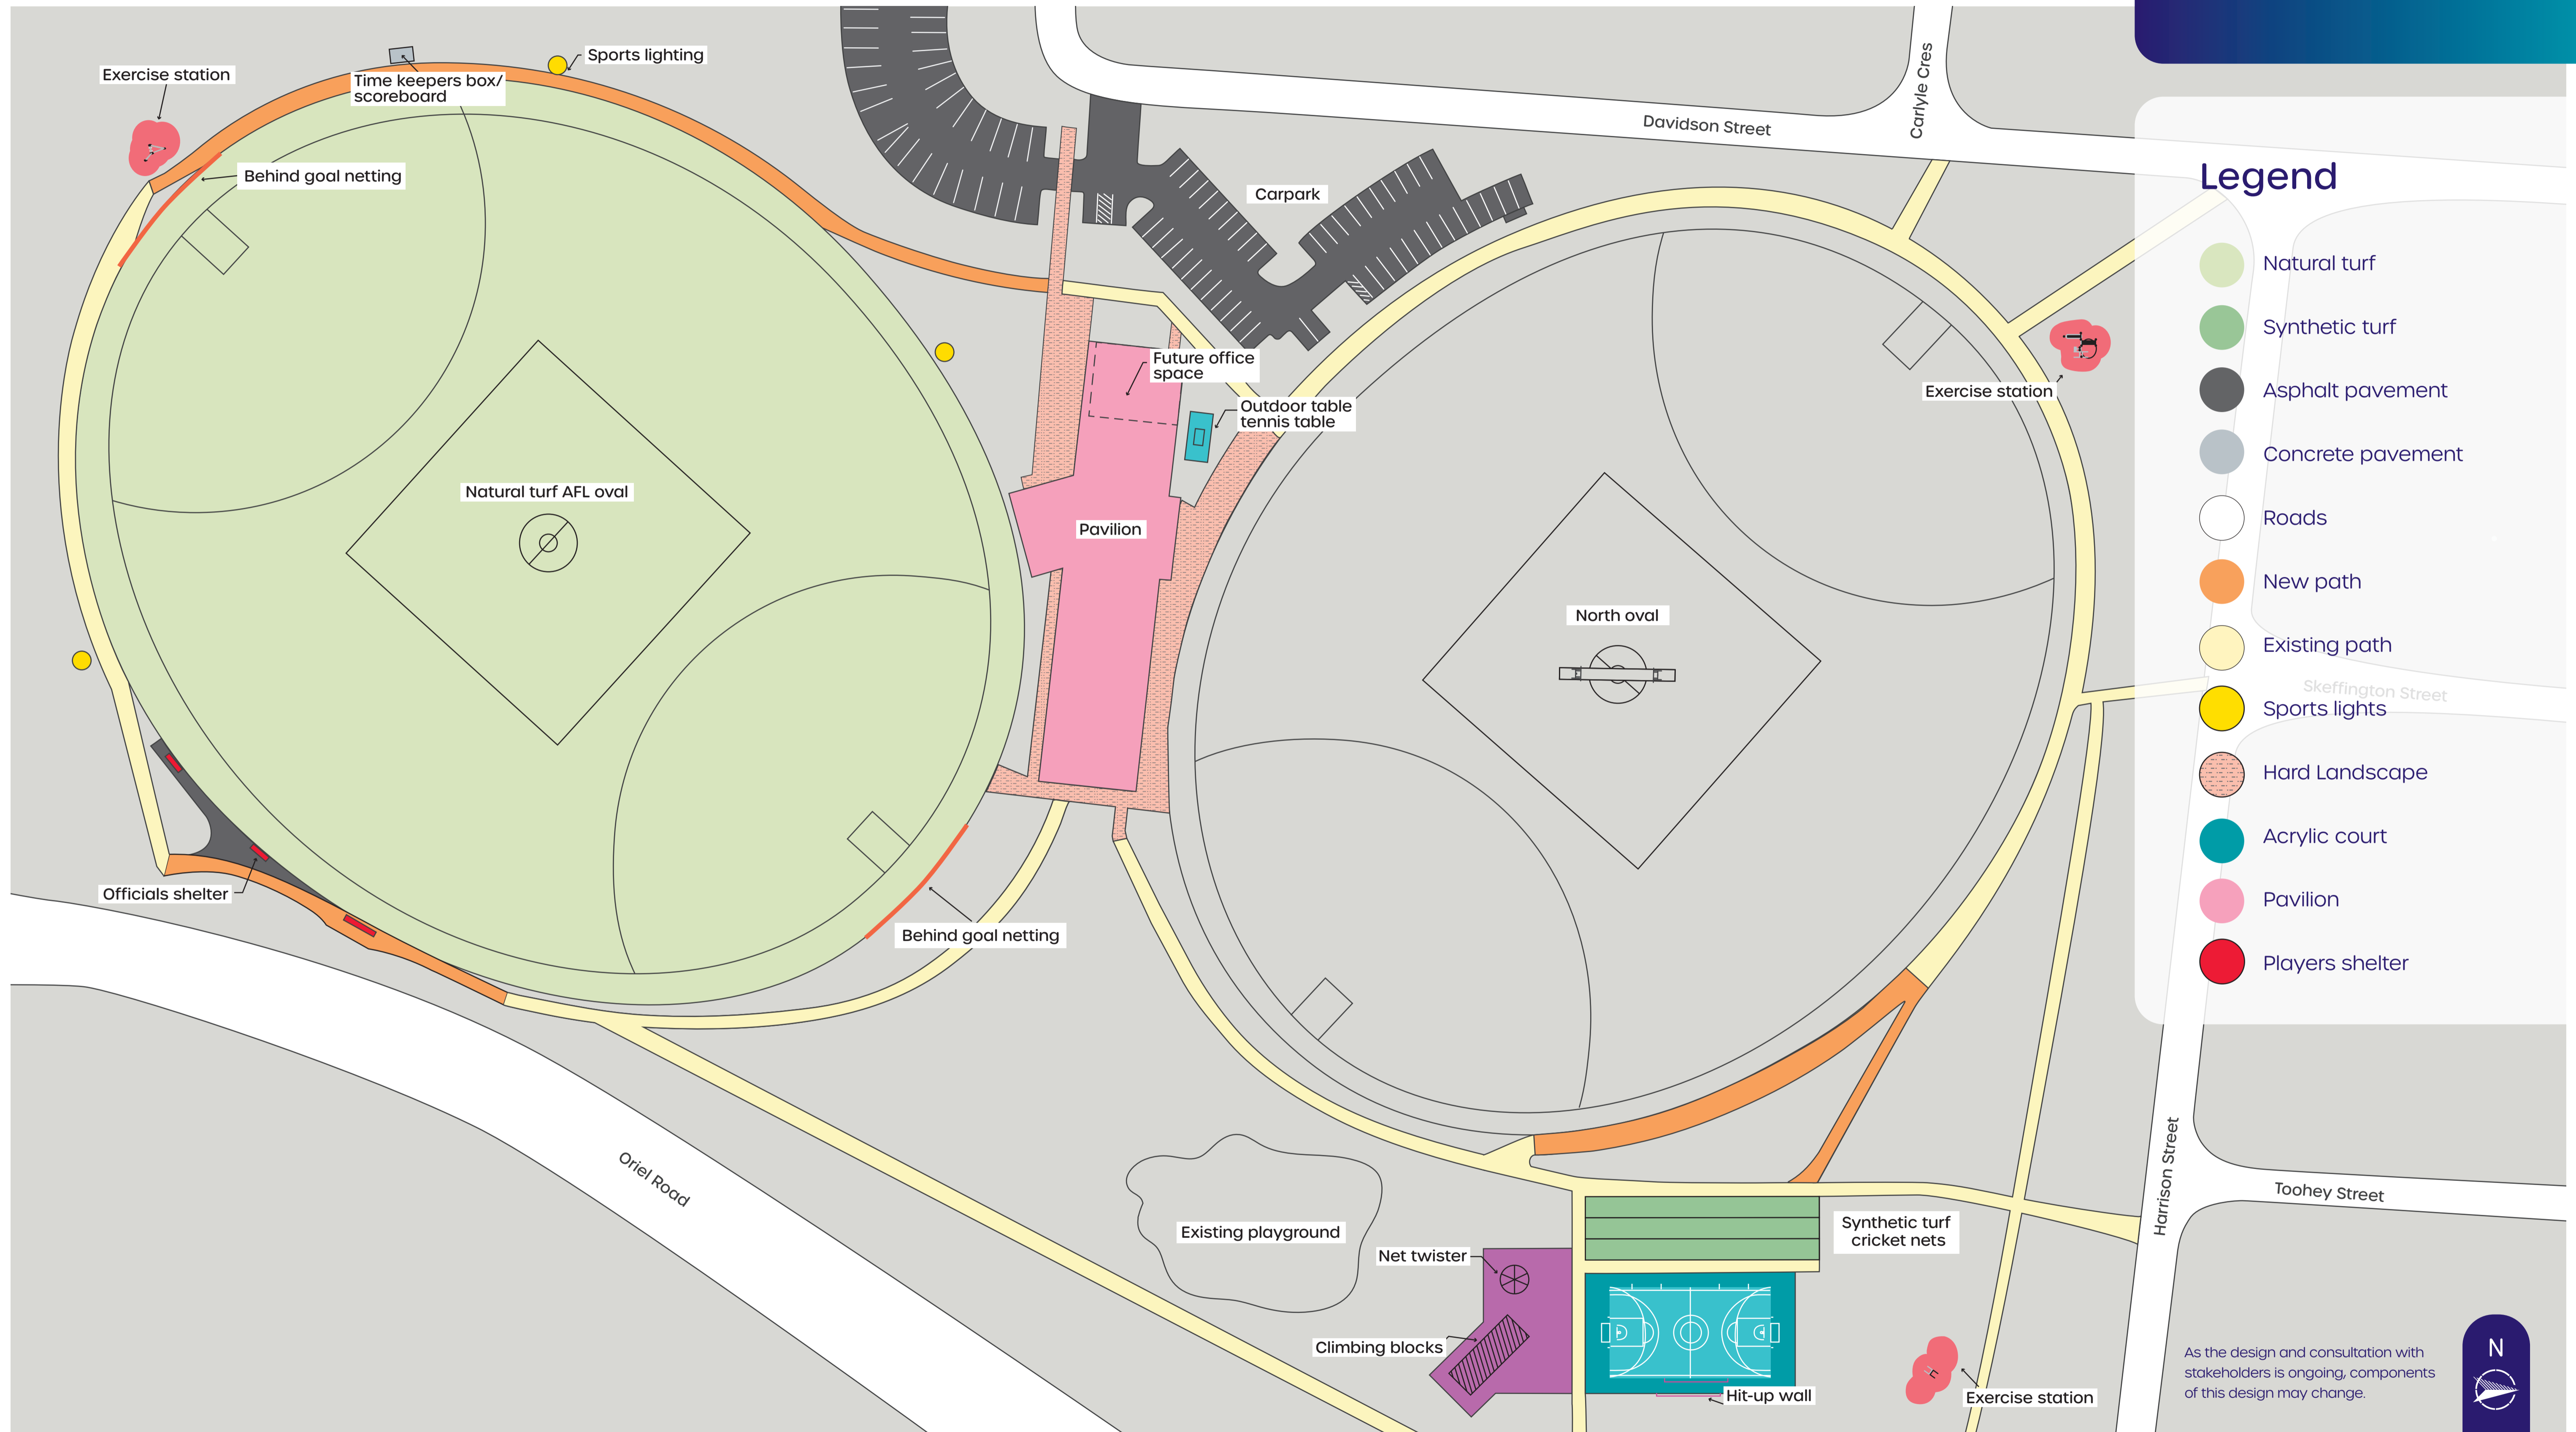 Sports lighting
Exercise station
Time keepers box/
scoreboard
Behind goal netting
Davidson Street
Carlyle Cres
Carpark
Future office
space
Outdoor table
tennis table
Exercise station
Natural turf AFL oval
Pavilion
North oval
Officials shelter
Behind goal netting
Oriel Road
Existing playground
Net twister
Climbing blocks
Synthetic turf
cricket nets
Hit-up wall
Exercise station
Harrison Street
Toohey Street
Skeffington Street
Legend
Natural turf
Synthetic turf
Asphalt pavement
Concrete pavement
Roads
New path
Existing path
Sports lights
Hard Landscape
Acrylic court
Pavilion
Players shelter
As the design and consultation with
stakeholders is ongoing, components
of this design may change.
N